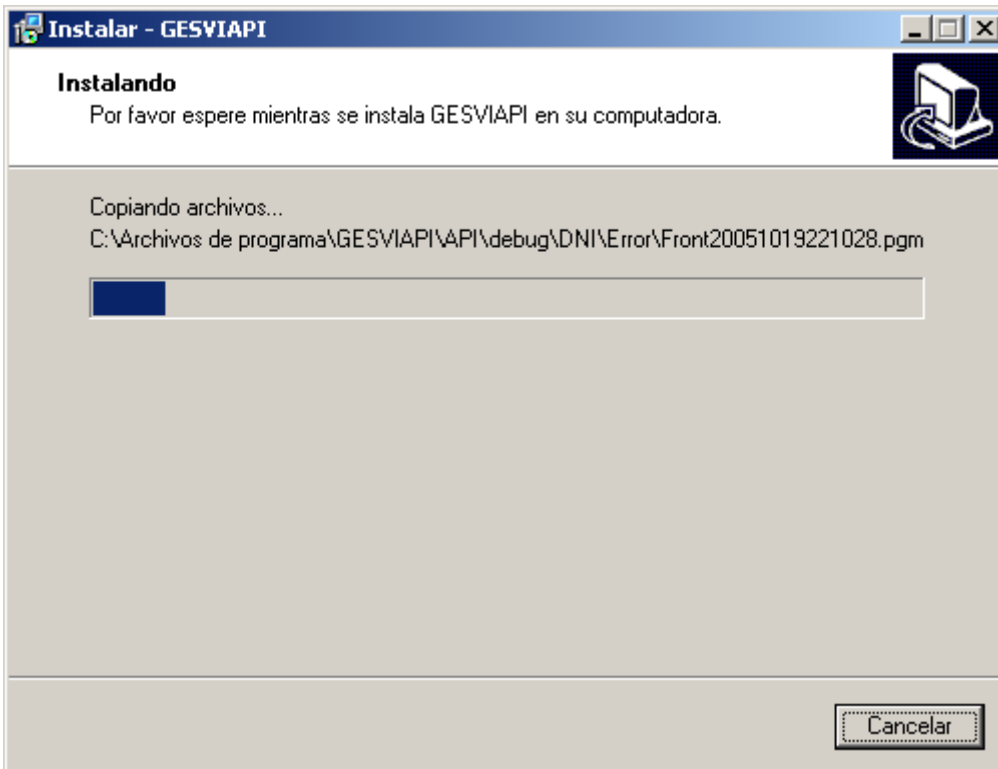 Instalar - GESVIAPI
Instalando
Por favor espere mientras se instala GESVIAPI en su computadora.
Copiando archivos...
C:\Archivos de programa\GESVIAPI\API\debug\DNI\Error\Front20051019221028.pgm
Cancelar